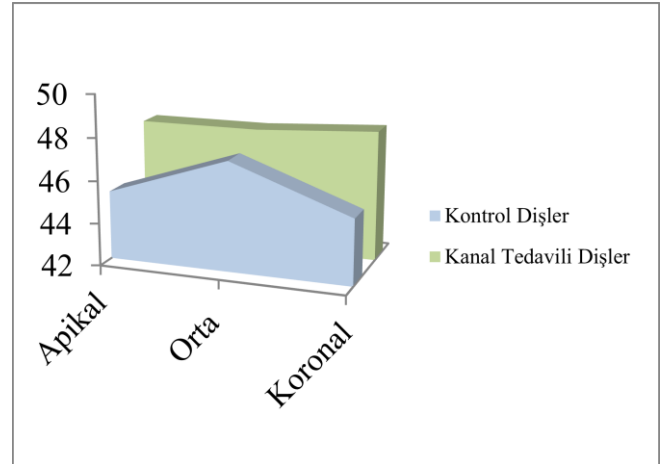 50
48
46
44
42
Apikal
Orta
Koronal
Kontrol Dişler
Kanal Tedavili Dişler